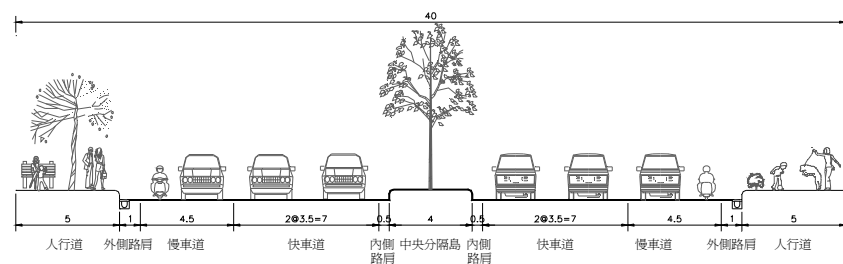 40
5 1 4.5 2@3.5=7 0.5 4 0.5 2@3.5=7 4.5 1 5
人行道 外側路肩 慢車道 快車道 內側路肩 中央分隔島 內側路肩 快車道 慢車道 外側路肩 人行道